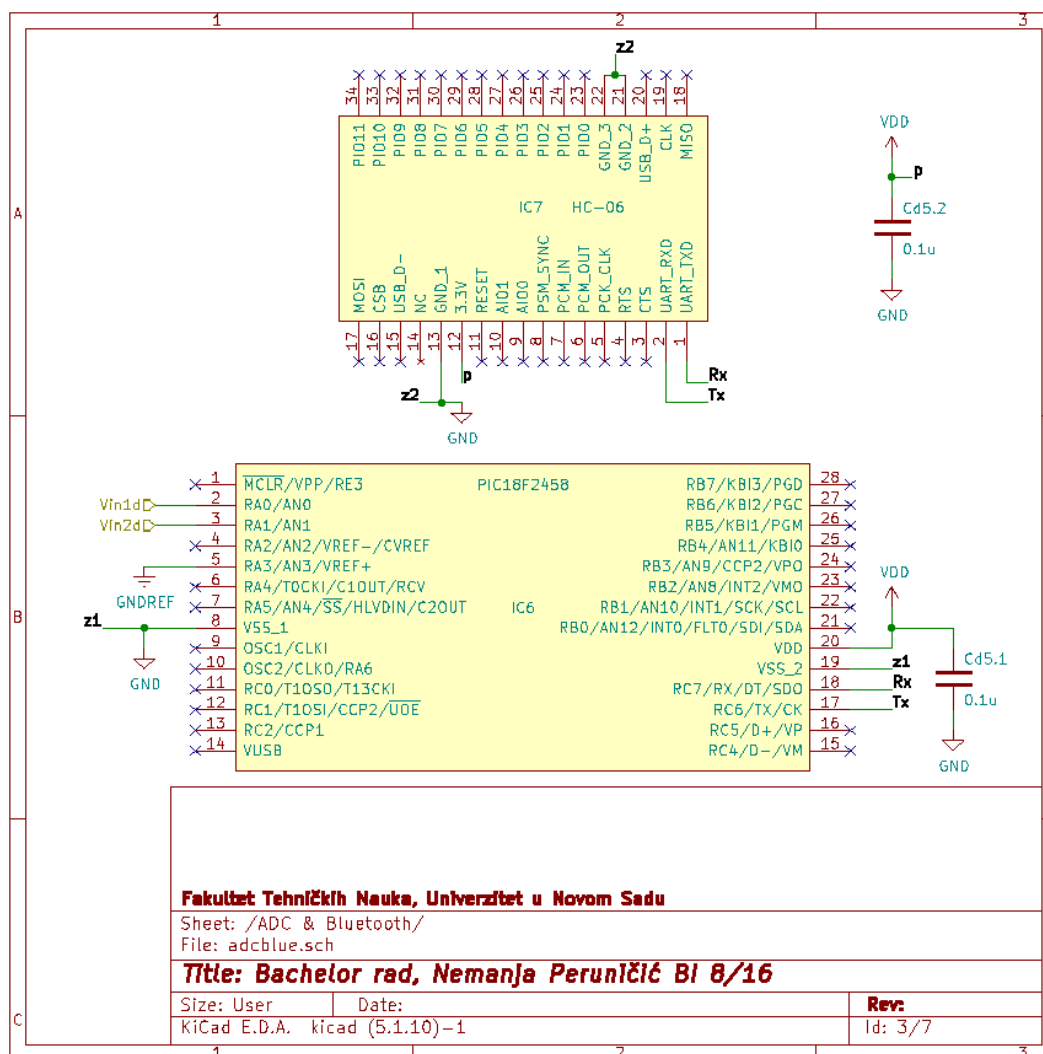 1 2 3
z2
34 33 32 31 30 29 28 27 26 25 24 23 22 21 20 19 18
PIO11 PIO10 PIO9 PIO8 PIO7 PIO6 PIO5 PIO4 PIO3 PIO2 PIO1 PIO0 GND_3 GND_2 USB_D+ CLK MISO
VDD
p
A
IC7 HC-06
Cd5.2
0.1u
GND
MOSI CSB USB_D- NC GND_1 3.3V RESET AIO1 AIO0 PSM_SYNC PCM_IN PCM_OUT PCK_CLK RTS CTS UART_RXD UART_TXD
17 16 15 14 13 12 11 10 9 8 7 6 5 4 3 2 1
p
Rx
z2
Tx
GND
1 MCLR/VPP/RE3 PIC18F2458 RB7/KBI3/PGD 28
Vin1d 2 RA0/AN0 RB6/KBI2/PGC 27
Vin2d 3 RA1/AN1 RB5/KBI1/PGM 26
4 RA2/AN2/VREF-/CVREF RB4/AN11/KBI0 25
5 RA3/AN3/VREF+ RB3/AN9/CCP2/VPO 24
GNDREF 6 RA4/T0CKI/C1OUT/RCV RB2/AN8/INT2/VMO 23
VDD
7 RA5/AN4/SS/HLVDIN/C2OUT IC6 RB1/AN10/INT1/SCK/SCL 22
B
z1 8 VSS_1 RB0/AN12/INT0/FLT0/SDI/SDA 21
9 OSC1/CLKI VDD 20
GND 10 OSC2/CLKO/RA6 VSS_2 19 z1
Cd5.1
11 RC0/T1OSO/T13CKI RC7/RX/DT/SDO 18 Rx
12 RC1/T1OSI/CCP2/UOE RC6/TX/CK 17 Tx
0.1u
13 RC2/CCP1 RC5/D+/VP 16
14 VUSB RC4/D-/VM 15
GND
Fakultet Tehničkih Nauka, Univerzitet u Novom Sadu
Sheet: /ADC & Bluetooth/
File: adcblue.sch
Title: Bachelor rad, Nemanja Peruničić BI 8/16
Size: User Date: Rev:
C
KiCad E.D.A. kicad (5.1.10)-1 Id: 3/7
1 2 3